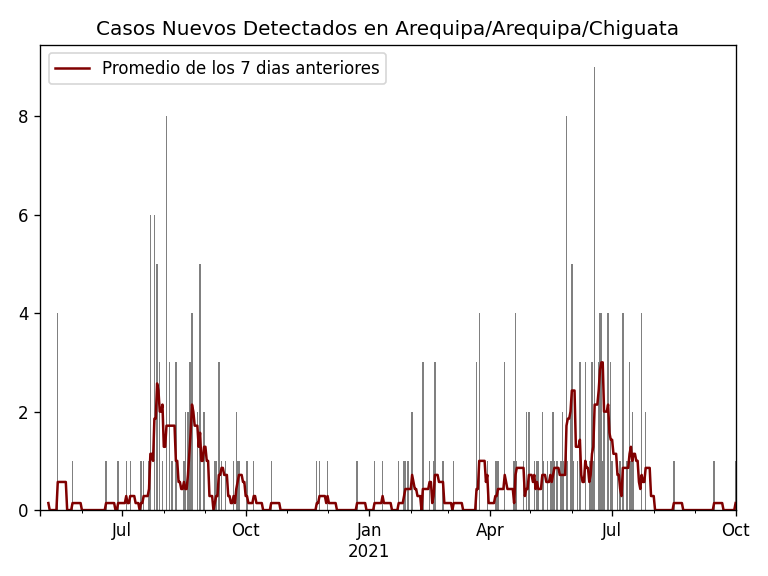 Casos Nuevos Detectados en Arequipa/Arequipa/Chiguata
Promedio de los 7 dias anteriores
8
6
4
2
0
Jul Oct Jan Apr Jul Oct
2021